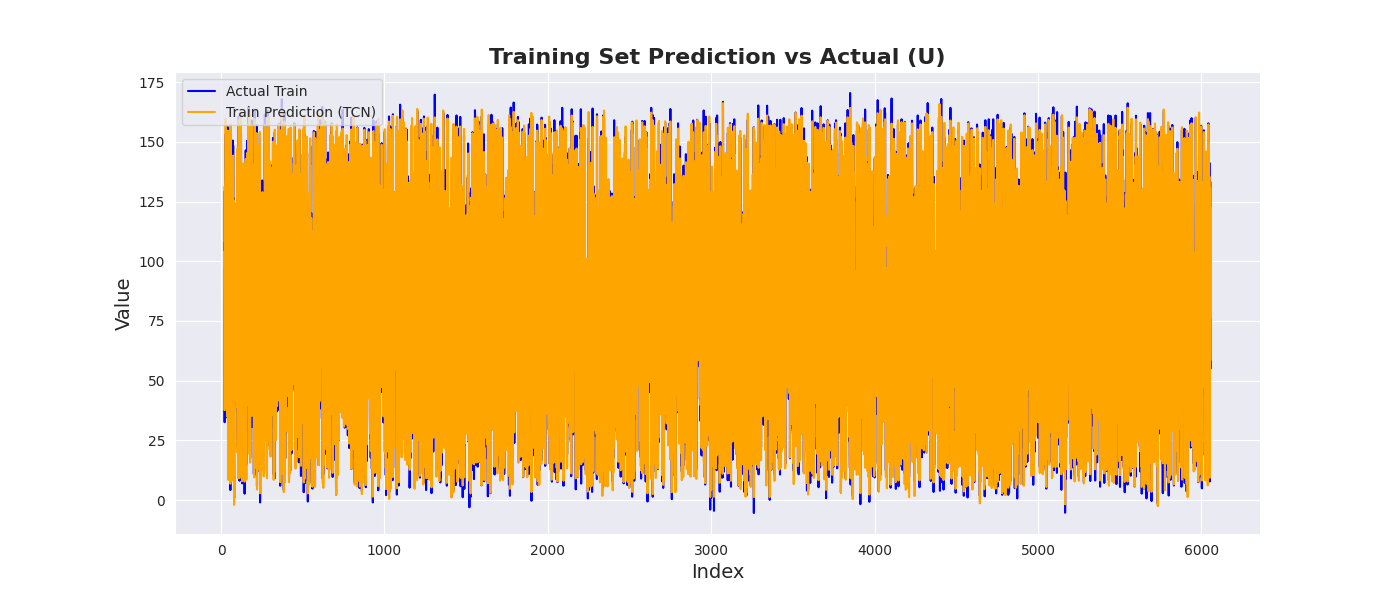 Training Set Prediction vs Actual (U)
Actual Train
Train Prediction (TCN)
175
150
125
100
75
50
25
0
Value
0 1000 2000 3000 4000 5000 6000
Index